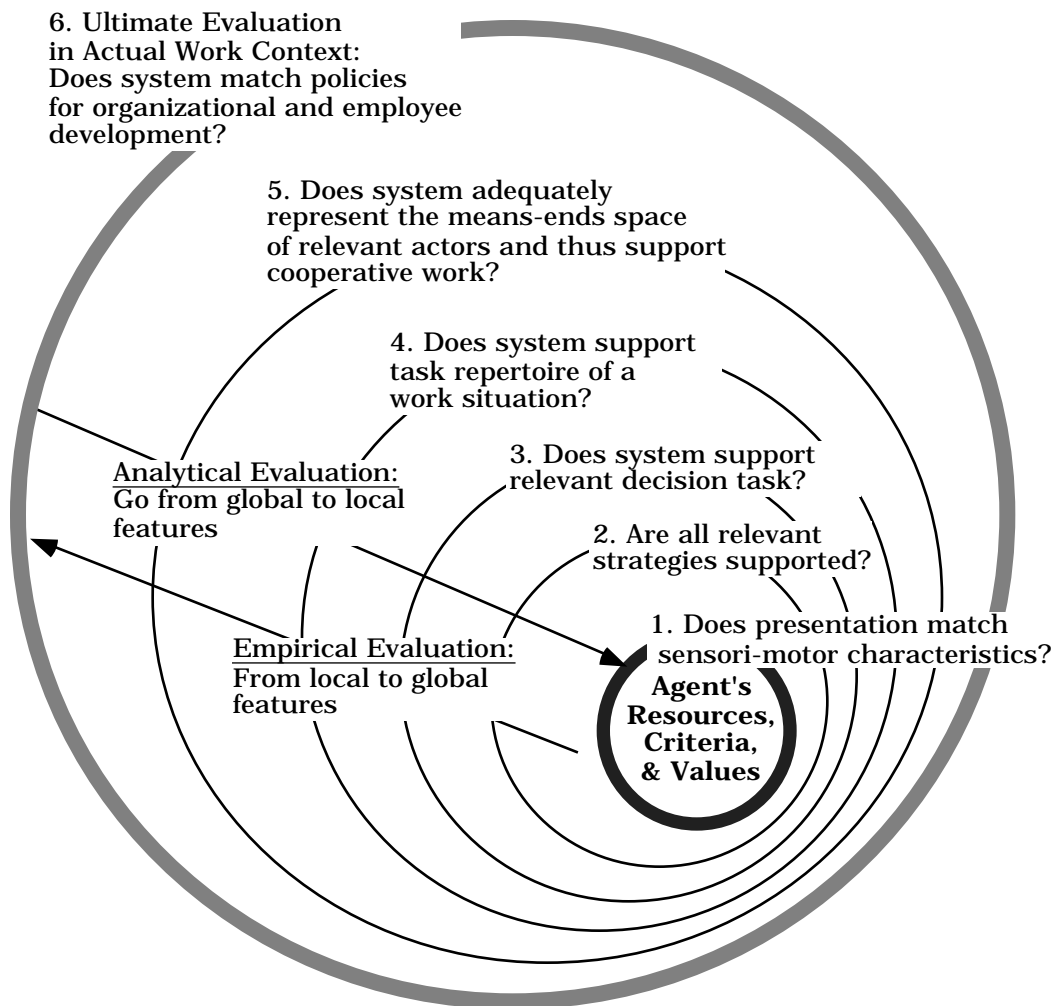 6. Ultimate Evaluation
in Actual Work Context:
Does system match policies
for organizational and employee
development?
5. Does system adequately
represent the means-ends space
of relevant actors and thus support
cooperative work?
4. Does system support
task repertoire of a
work situation?
3. Does system support
relevant decision task?
Analytical Evaluation:
Go from global to local
features
2. Are all relevant
strategies supported?
1. Does presentation match
sensori-motor characteristics?
Empirical Evaluation:
From local to global
features
Agent's
Resources,
Criteria,
& Values